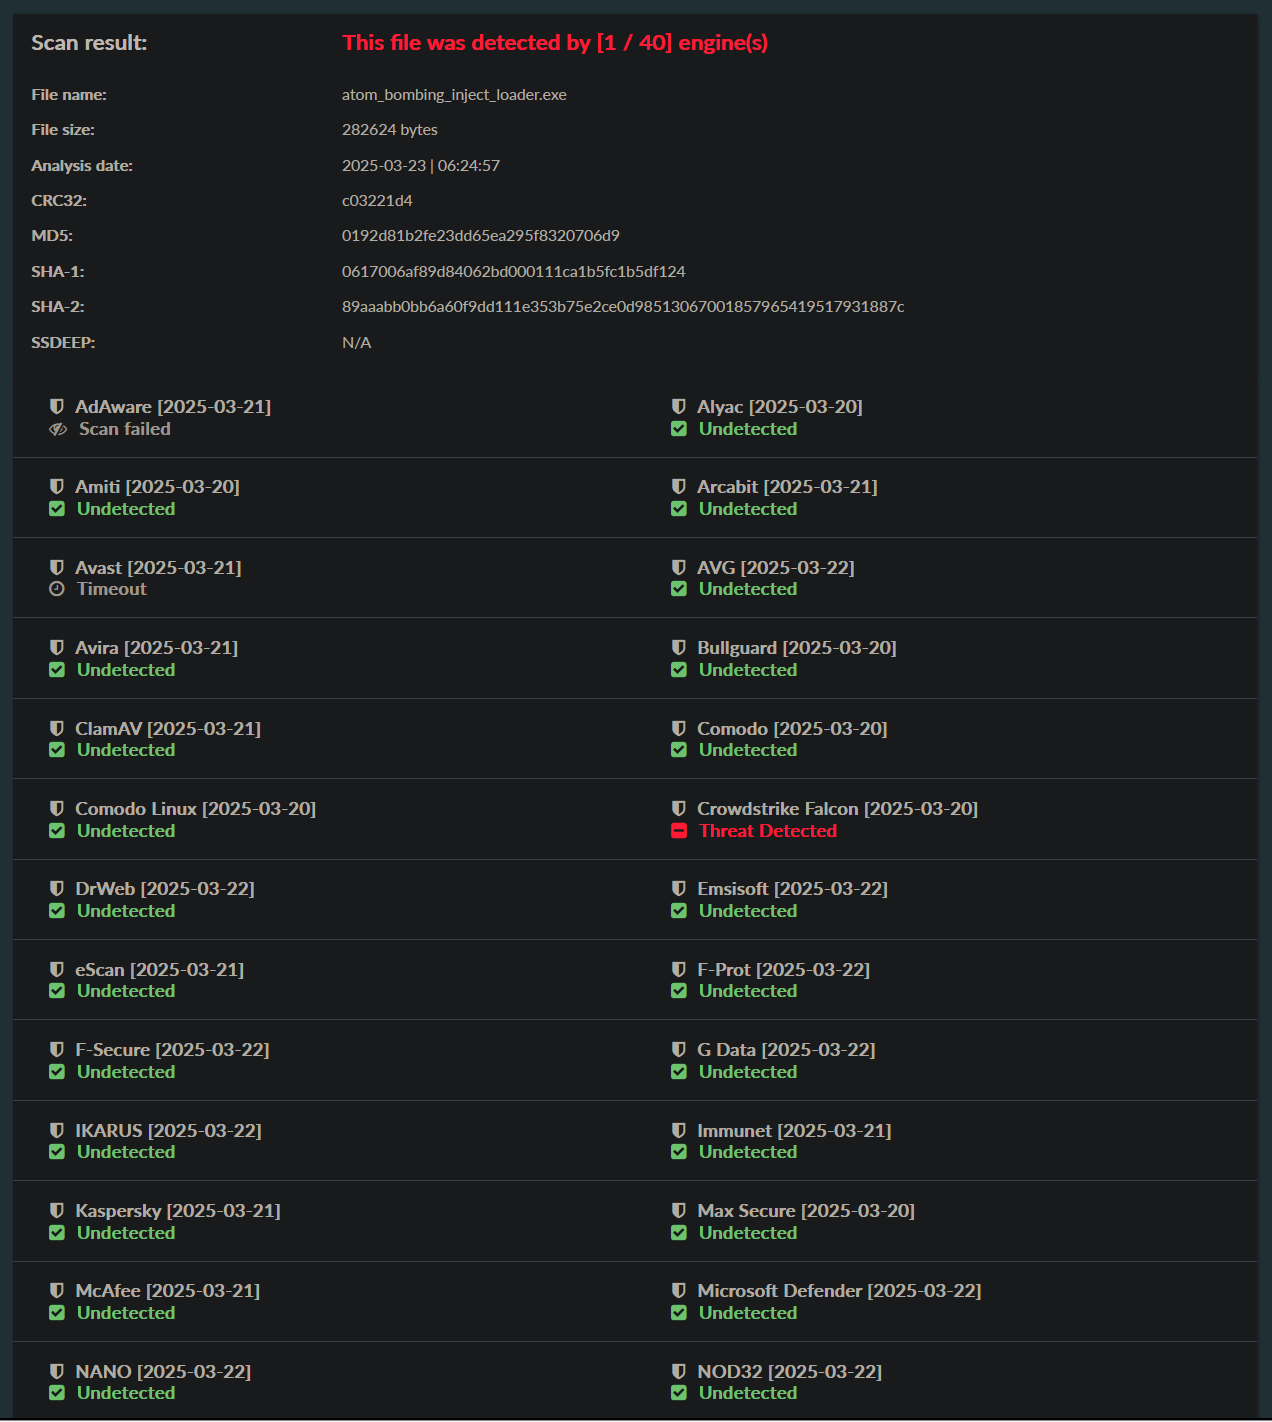 Scan result: This file was detected by [1 / 40] engine(s)
File name: atom_bombing_inject_loader.exe
File size: 282624 bytes
Analysis date: 2025-03-23 | 06:24:57
CRC32: c03221d4
MD5: 0192d81b2fe23dd65ea295f8320706d9
SHA-1: 0617006af89d84062bd000111ca1b5fc1b5df124
SHA-2: 89aaabb0bb6a60f9dd111e353b75e2ce0d98513067001857965419517931887c
SSDEEP: N/A
AdAware [2025-03-21] Alyac [2025-03-20]
Scan failed Undetected
Amiti [2025-03-20] Arcabit [2025-03-21]
Undetected Undetected
Avast [2025-03-21] AVG [2025-03-22]
Timeout Undetected
Avira [2025-03-21] Bullguard [2025-03-20]
Undetected Undetected
ClamAV [2025-03-21] Comodo [2025-03-20]
Undetected Undetected
Comodo Linux [2025-03-20] Crowdstrike Falcon [2025-03-20]
Undetected Threat Detected
DrWeb [2025-03-22] Emsisoft [2025-03-22]
Undetected Undetected
eScan [2025-03-21] F-Prot [2025-03-22]
Undetected Undetected
F-Secure [2025-03-22] G Data [2025-03-22]
Undetected Undetected
IKARUS [2025-03-22] Immunet [2025-03-21]
Undetected Undetected
Kaspersky [2025-03-21] Max Secure [2025-03-20]
Undetected Undetected
McAfee [2025-03-21] Microsoft Defender [2025-03-22]
Undetected Undetected
NANO [2025-03-22] NOD32 [2025-03-22]
Undetected Undetected